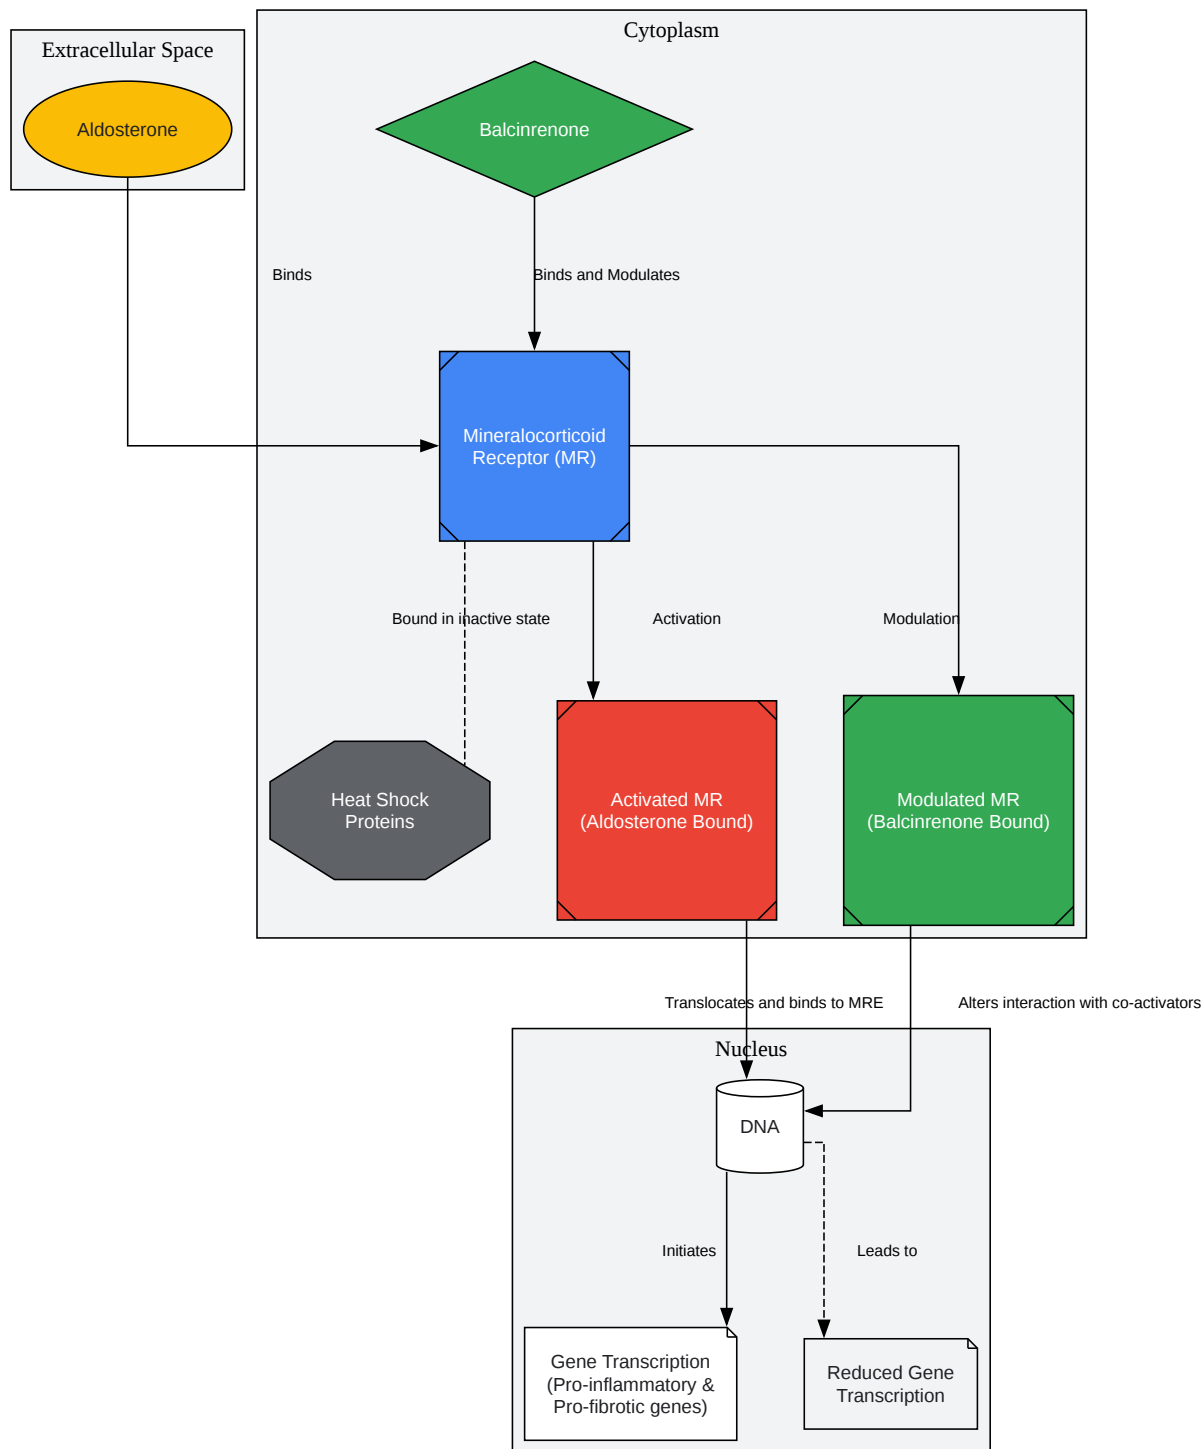 Extracellular Space
Cytoplasm
Aldosterone
Balcinrenone
Binds
Binds and Modulates
Mineralocorticoid
Receptor (MR)
Bound in inactive state
Activation
Modulation
Heat Shock
Proteins
Activated MR
(Aldosterone Bound)
Modulated MR
(Balcinrenone Bound)
Translocates and binds to MRE
Alters interaction with co-activators
Nucleus
DNA
Initiates
Leads to
Gene Transcription
(Pro-inflammatory &
Pro-fibrotic genes)
Reduced Gene
Transcription